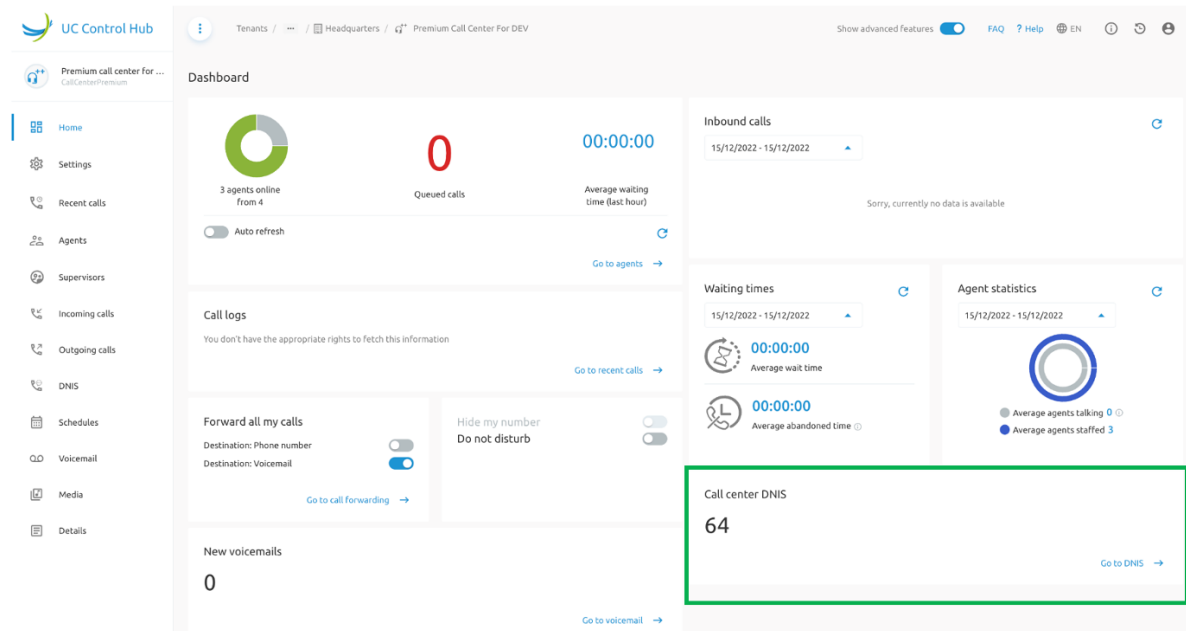 UC Control Hub
Tenants / ... / Headquarters / Premium Call Center For DEV
Show advanced features
FAQ
? Help
EN
Premium call center for ...
CallCenterPremium
Home
Settings
Recent calls
Agents
Supervisors
Incoming calls
Outgoing calls
DNIS
Schedules
Voicemail
Media
Details
Dashboard
3 agents online
from 4
0
Queued calls
00:00:00
Average waiting
time (last hour)
Auto refresh
Go to agents
Call logs
You don't have the appropriate rights to fetch this information
Go to recent calls
Forward all my calls
Destination: Phone number
Destination: Voicemail
Go to call forwarding
Hide my number
Do not disturb
New voicemails
0
Go to voicemail
Inbound calls
15/12/2022 - 15/12/2022
Sorry, currently no data is available
Waiting times
15/12/2022 - 15/12/2022
00:00:00
Average wait time
00:00:00
Average abandoned time
Agent statistics
15/12/2022 - 15/12/2022
Average agents talking 0
Average agents staffed 3
Call center DNIS
64
Go to DNIS